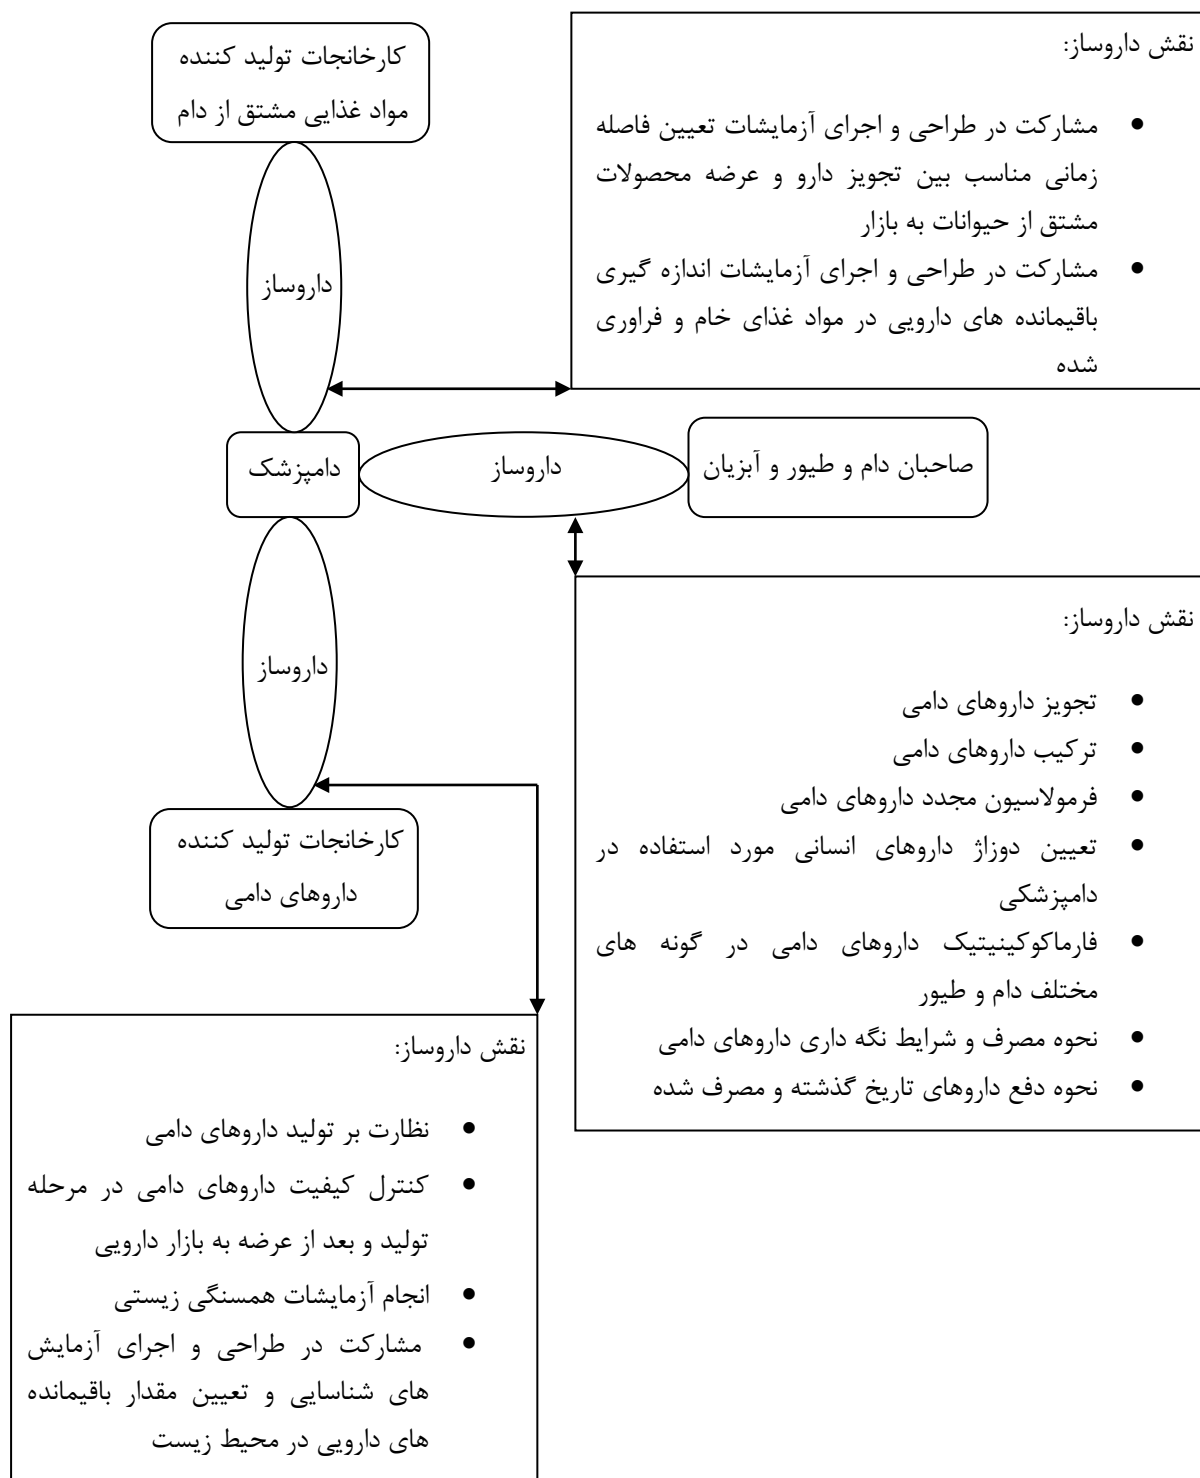 کارخانجات تولید کننده
مواد غذایی مشتق از دام
نقش داروساز:
• مشارکت در طراحی و اجرای آزمایشات تعیین فاصله
زمانی مناسب بین تجویز دارو و عرضه محصولات
مشتق از حیوانات به بازار
• مشارکت در طراحی و اجرای آزمایشات اندازه گیری
باقیمانده های دارویی در مواد غذای خام و فراوری
شده
داروساز
دامپزشک
داروساز
صاحبان دام و طیور و آبزیان
نقش داروساز:
• تجویز داروهای دامی
• ترکیب داروهای دامی
• فرمولاسیون مجدد داروهای دامی
• تعیین دوزاژ داروهای انسانی مورد استفاده در
دامپزشکی
• فارماکوکینیتیک داروهای دامی در گونه های
مختلف دام و طیور
• نحوه مصرف و شرایط نگه داری داروهای دامی
• نحوه دفع داروهای تاریخ گذشته و مصرف شده
داروساز
کارخانجات تولید کننده
داروهای دامی
نقش داروساز:
• نظارت بر تولید داروهای دامی
• کنترل کیفیت داروهای دامی در مرحله
تولید و بعد از عرضه به بازار دارویی
• انجام آزمایشات همسنگی زیستی
• مشارکت در طراحی و اجرای آزمایش
های شناسایی و تعیین مقدار باقیمانده
های دارویی در محیط زیست